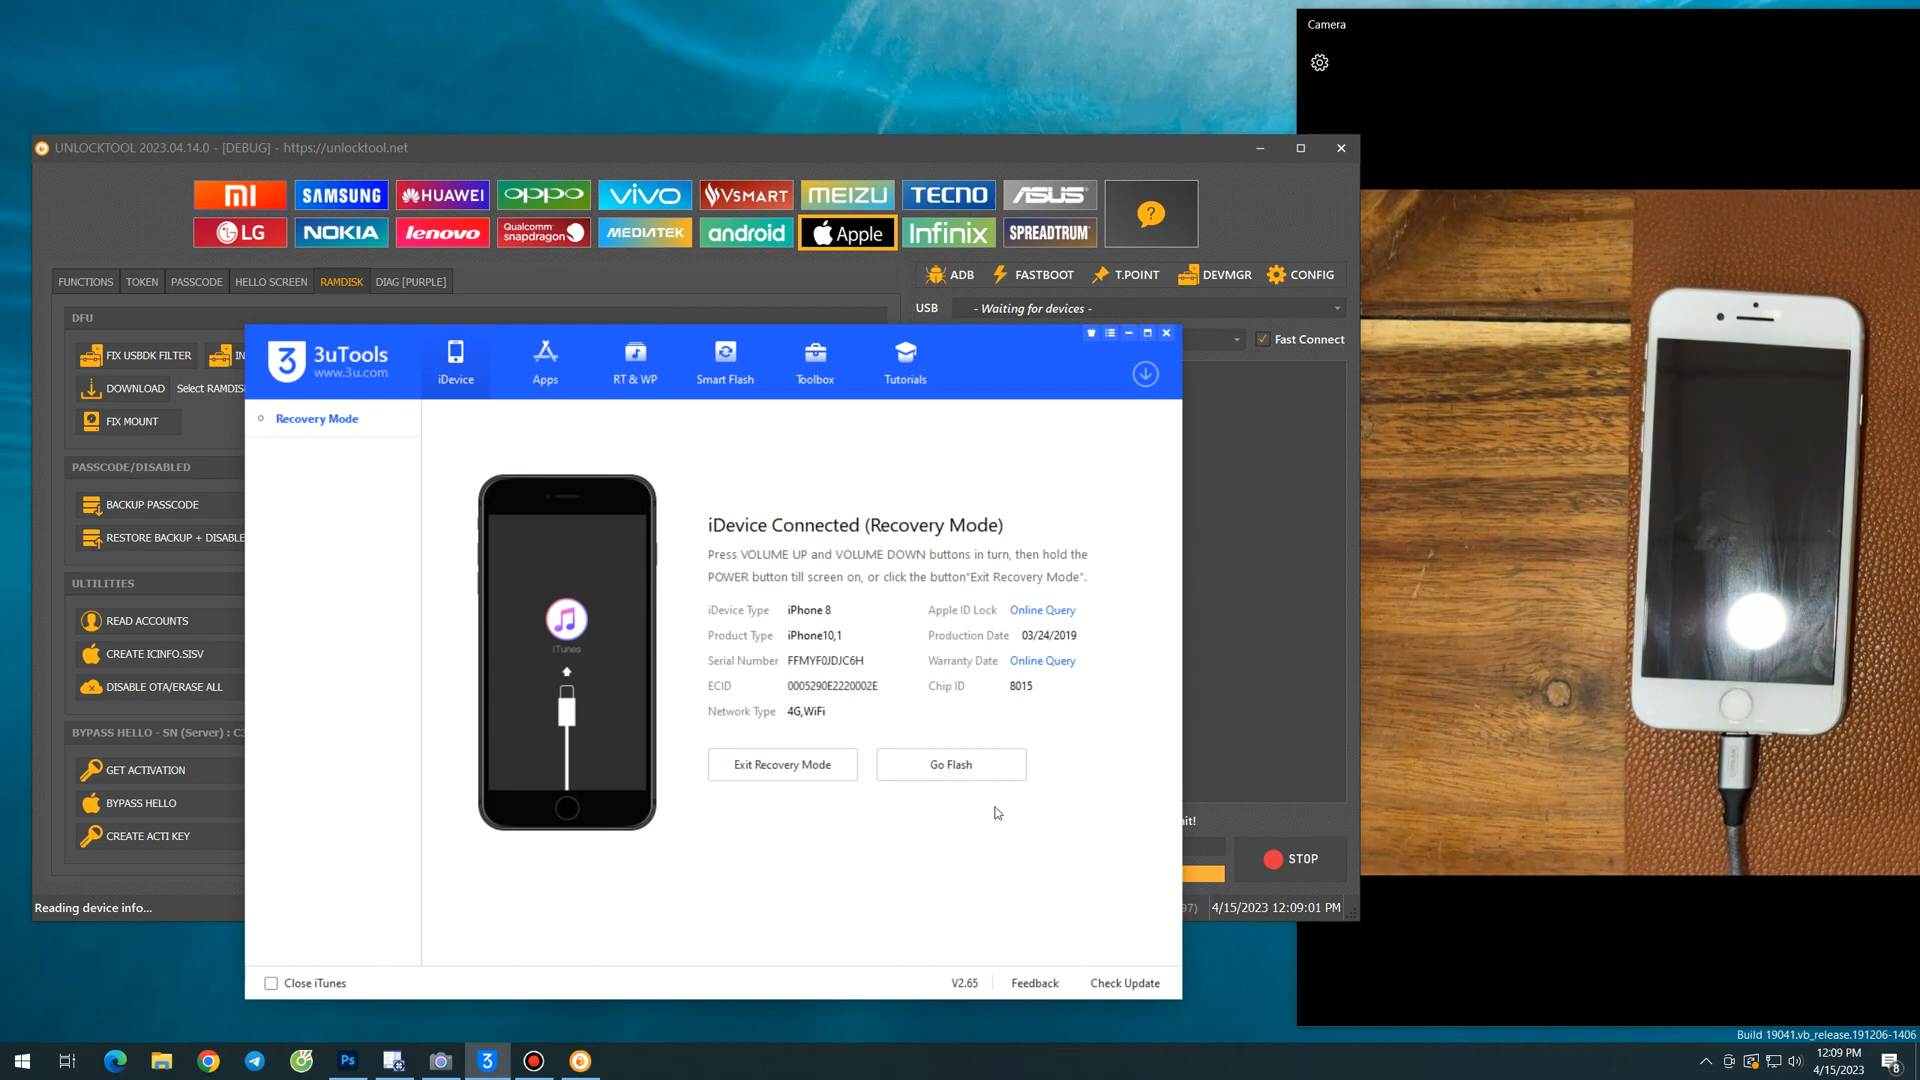 Camera
UNLOCKTOOL 2023.04.14.0 - [DEBUG] - https://unlocktool.net
MI SAMSUNG HUAWEI oppo vivo VSMART MEIZU TECNO ASUS ?
LG NOKIA lenovo Qualcomm snapdragon MEDIATEK android Apple Infinix SPREADTRUM
FUNCTIONS TOKEN PASSCODE HELLO SCREEN RAMDISK DIAG [PURPLE]
ADB FASTBOOT T.POINT DEVMGR CONFIG
USB - Waiting for devices -
Fast Connect
DFU
FIX USBDK FILTER IN
DOWNLOAD Select RAMDIS
FIX MOUNT
PASSCODE/DISABLED
BACKUP PASSCODE
RESTORE BACKUP + DISABLE
ULTILITIES
READ ACCOUNTS
CREATE ICINFO.SISV
DISABLE OTA/ERASE ALL
BYPASS HELLO - SN (Server) : C3
GET ACTIVATION
BYPASS HELLO
CREATE ACTI KEY
Reading device info...
ait!
STOP
97) 4/15/2023 12:09:01 PM
3 3uTools
www.3u.com
iDevice Apps RT & WP Smart Flash Toolbox Tutorials
Recovery Mode
iTunes
iDevice Connected (Recovery Mode)
Press VOLUME UP and VOLUME DOWN buttons in turn, then hold the
POWER button till screen on, or click the button"Exit Recovery Mode".
iDevice Type iPhone 8 Apple ID Lock Online Query
Product Type iPhone10,1 Production Date 03/24/2019
Serial Number FFMYF0JDJC6H Warranty Date Online Query
ECID 0005290E2220002E Chip ID 8015
Network Type 4G,WiFi
Exit Recovery Mode Go Flash
Close iTunes V2.65 Feedback Check Update
Build 19041.vb_release.191206-1406
Ps 3
12:09 PM
4/15/2023
8